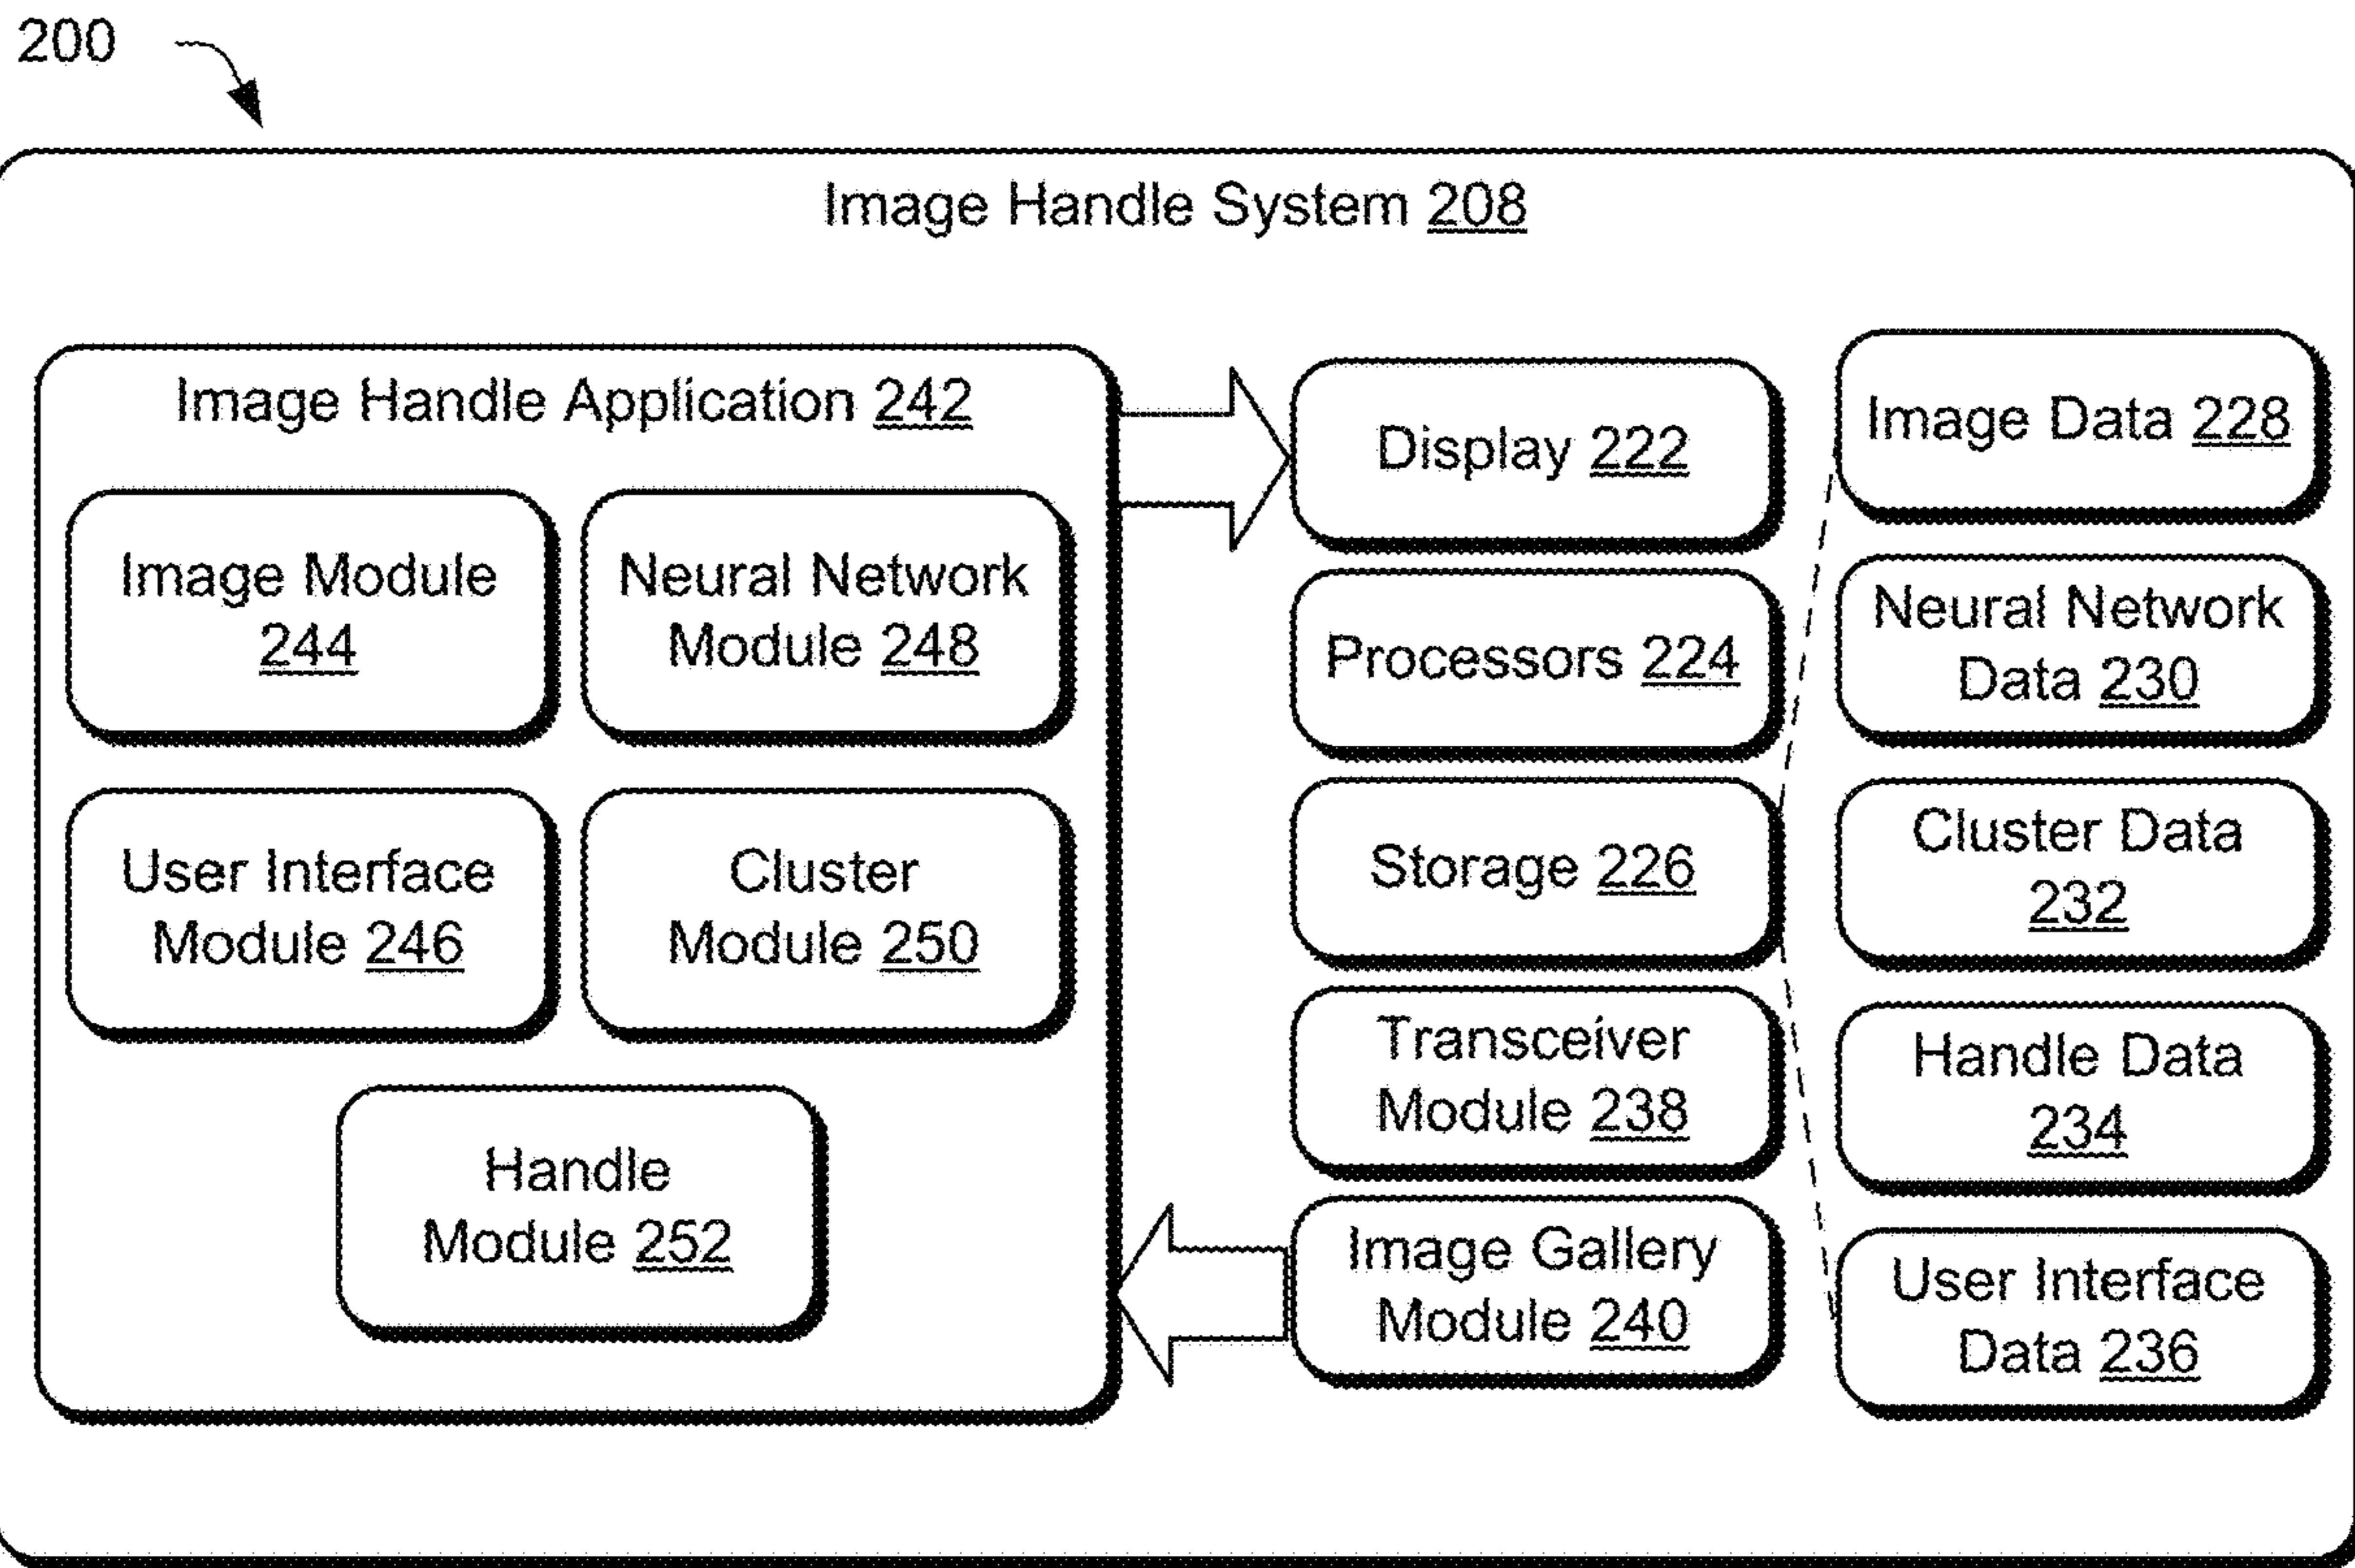 200
Image Handle System 208
Image Handle Application 242
Image Module
244
Neural Network
Module 248
User Interface
Module 246
Cluster
Module 250
Handle
Module 252
Display 222
Processors 224
Storage 226
Transceiver
Module 238
Image Gallery
Module 240
Image Data 228
Neural Network
Data 230
Cluster Data
232
Handle Data
234
User Interface
Data 236